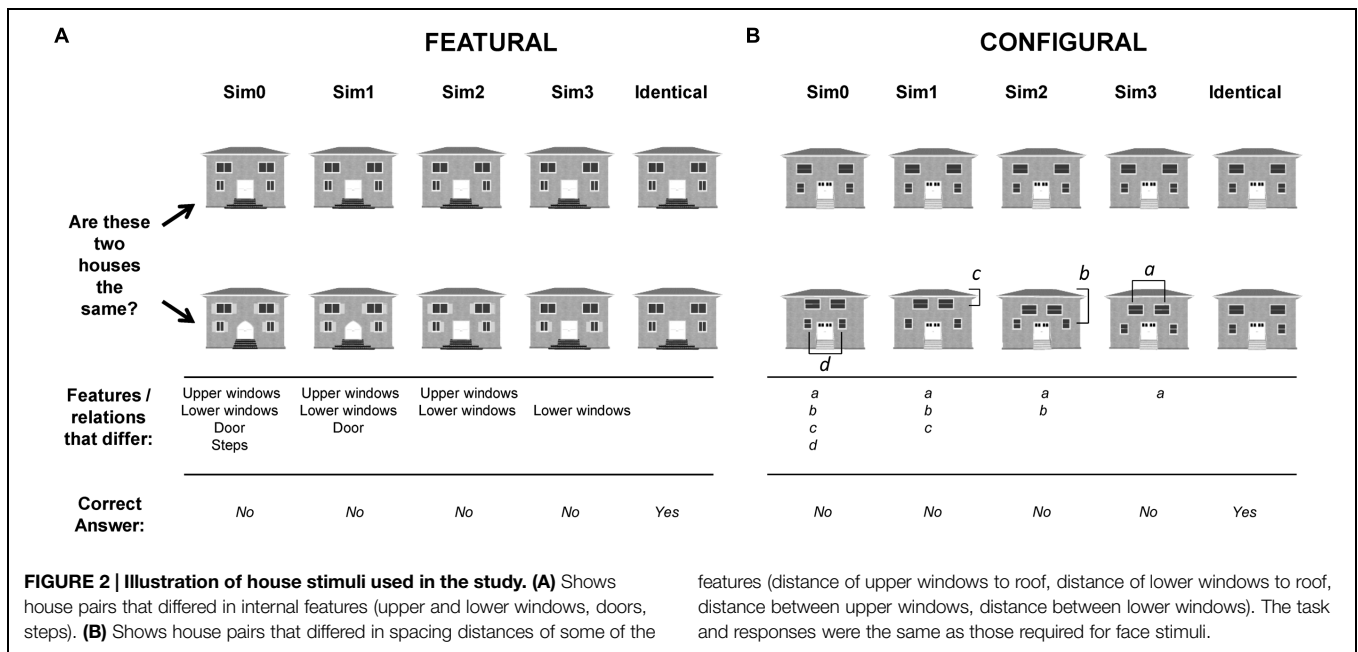 A
FEATURAL
Sim0 Sim1 Sim2 Sim3 Identical
Are these
two
houses
the
same?
Features /
relations
that differ:
Upper windows Upper windows Upper windows
Lower windows Lower windows Lower windows Lower windows
Door Door
Steps
Correct
Answer:
No No No No Yes
B
CONFIGURAL
Sim0 Sim1 Sim2 Sim3 Identical
c b a
d
a a a a
b b b
c c
d
No No No No Yes
FIGURE 2 | Illustration of house stimuli used in the study. (A) Shows
house pairs that differed in internal features (upper and lower windows, doors,
steps). (B) Shows house pairs that differed in spacing distances of some of the
features (distance of upper windows to roof, distance of lower windows to roof,
distance between upper windows, distance between lower windows). The task
and responses were the same as those required for face stimuli.